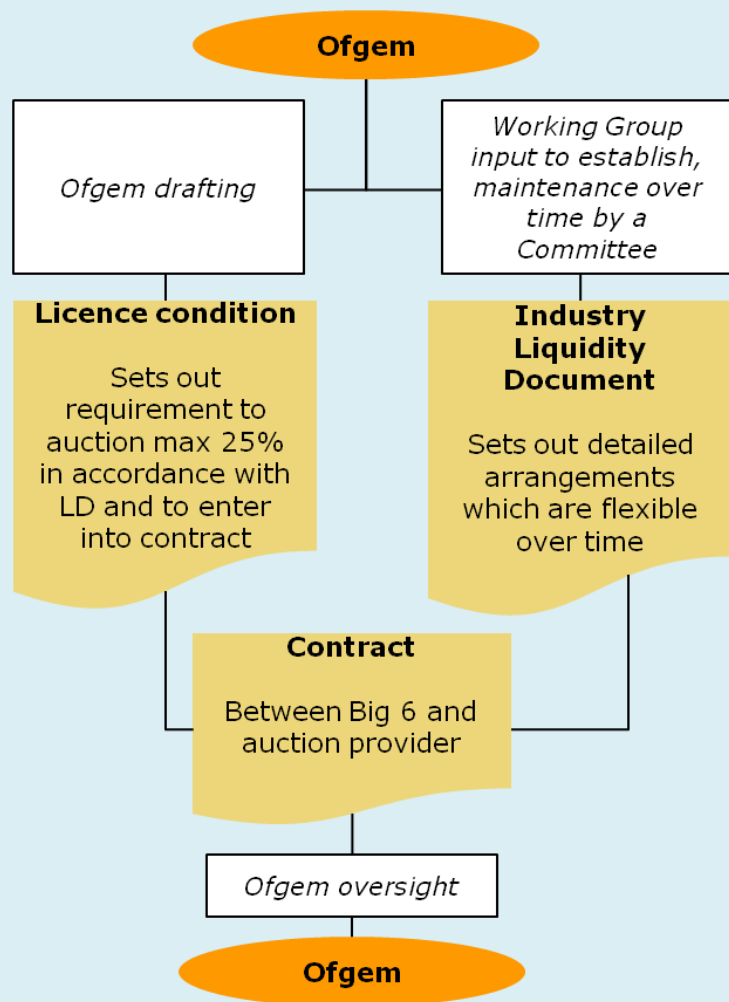 Ofgem
Ofgem drafting
Working Group
input to establish,
maintenance over
time by a
Committee
Licence condition
Sets out
requirement to
auction max 25%
in accordance with
LD and to enter
into contract
Industry
Liquidity
Document
Sets out detailed
arrangements
which are flexible
over time
Contract
Between Big 6 and
auction provider
Ofgem oversight
Ofgem